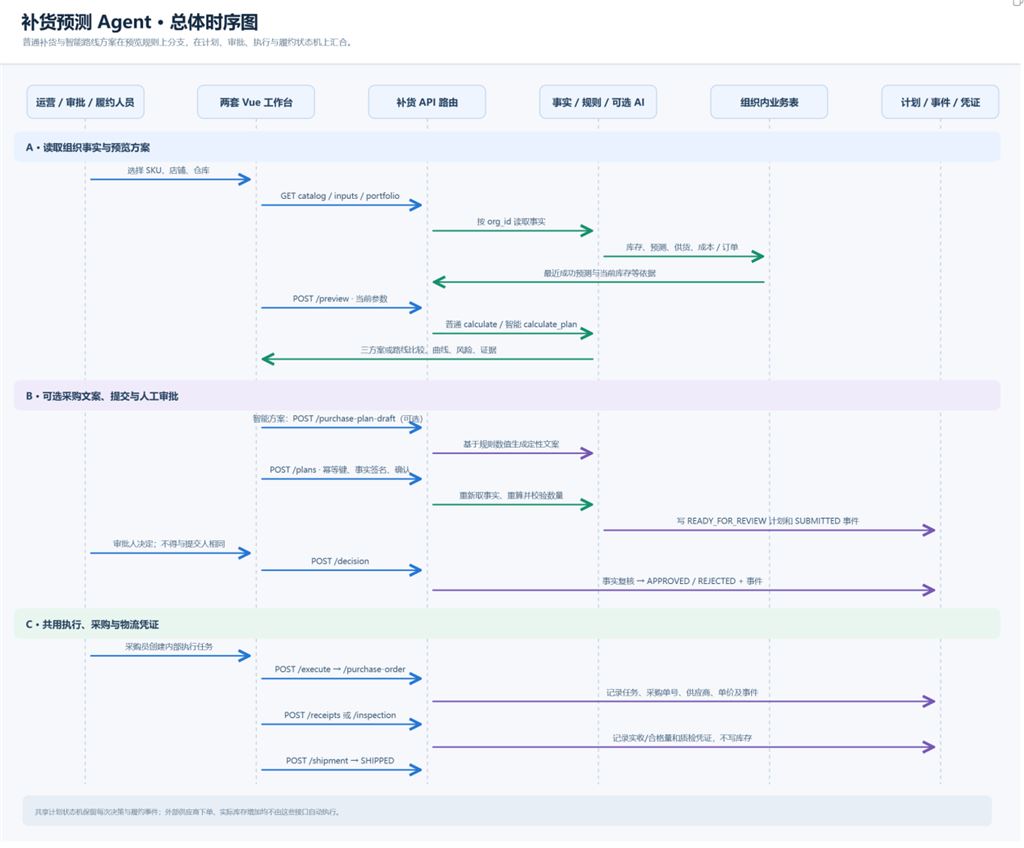 补货预测 Agent • 总体时序图
普通补货与智能路线方案在预览规则上分支，在计划、审批、执行与履约状态机上汇合。
运营 / 审批 / 履约人员
两套 Vue 工作台
补货 API 路由
事实 / 规则 / 可选 AI
组织内业务表
计划 / 事件 / 凭证
A • 读取组织事实与预览方案
选择 SKU、店铺、仓库
GET catalog / inputs / portfolio
按 org_id 读取事实
库存、预测、供货、成本 / 订单
最近成功预测与当前库存等依据
POST /preview · 当前参数
普通 calculate / 智能 calculate_plan
三方案或路线比较、曲线、风险、证据
B • 可选采购文案、提交与人工审批
智能方案：POST /purchase-plan-draft（可选）
基于规则数值生成定性文案
POST /plans · 幂等键、事实签名、确认
重新取事实、重算并校验数量
写 READY_FOR_REVIEW 计划和 SUBMITTED 事件
审批人决定；不得与提交人相同
POST /decision
事实复核 → APPROVED / REJECTED + 事件
C • 共用执行、采购与物流凭证
采购员创建内部执行任务
POST /execute → /purchase-order
记录任务、采购单号、供应商、单价及事件
POST /receipts 或 /inspection
记录实收/合格量和质检凭证，不写库存
POST /shipment → SHIPPED
共享计划状态机保留每次决策与履约事件；外部供应商下单、实际库存增加均不由这些接口自动执行。